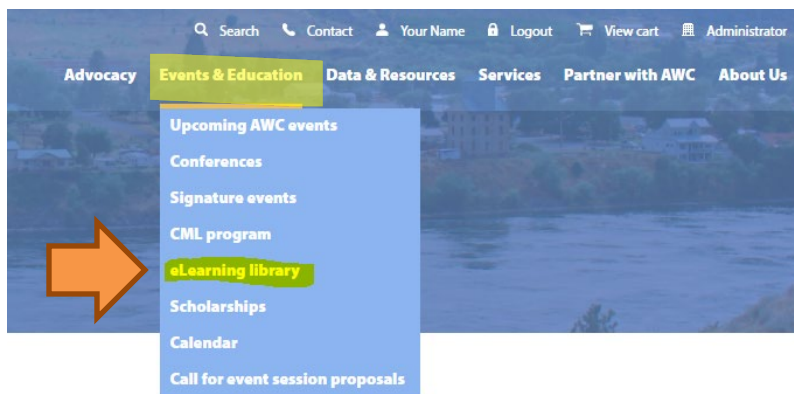 Search Contact Your Name Logout View cart Administrator
Advocacy Events & Education Data & Resources Services Partner with AWC About Us
Upcoming AWC events
Conferences
Signature events
CML program
eLearning library
Scholarships
Calendar
Call for event session proposals